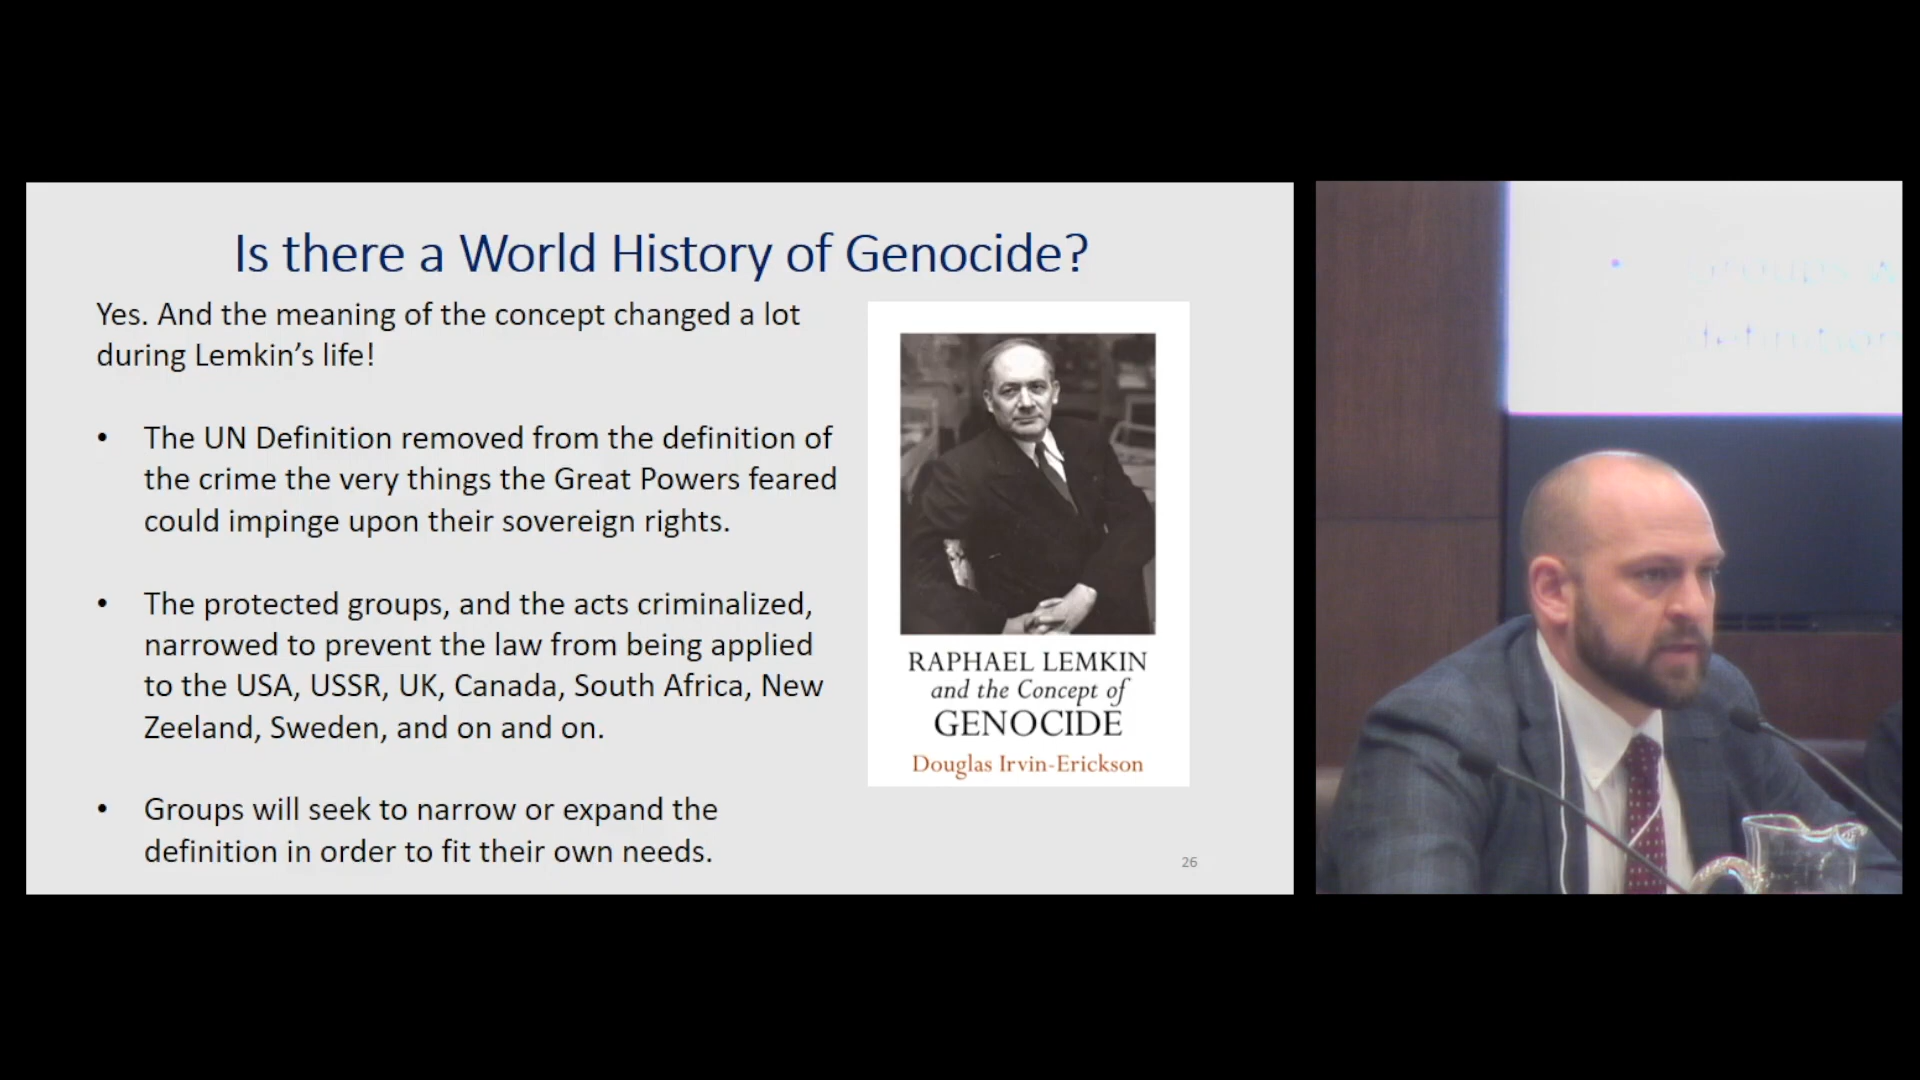 Is there a World History of Genocide?
Yes. And the meaning of the concept changed a lot
during Lemkin's life!
• The UN Definition removed from the definition of
the crime the very things the Great Powers feared
could impinge upon their sovereign rights.
• The protected groups, and the acts criminalized,
narrowed to prevent the law from being applied
to the USA, USSR, UK, Canada, South Africa, New
Zeeland, Sweden, and on and on.
• Groups will seek to narrow or expand the
definition in order to fit their own needs.
RAPHAEL LEMKIN
and the Concept of
GENOCIDE
Douglas Irvin-Erickson
26